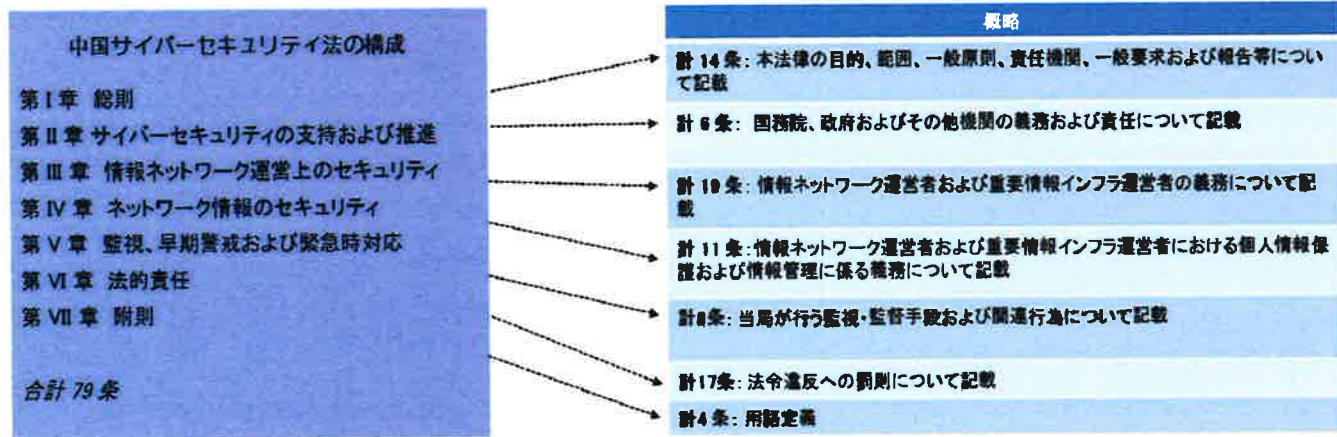 中国サイバーセキュリティ法の構成
第Ⅰ章 総則
第Ⅱ章 サイバーセキュリティの支持および推進
第Ⅲ章 情報ネットワーク運営上のセキュリティ
第Ⅳ章 ネットワーク情報のセキュリティ
第Ⅴ章 監視、早期警戒および緊急時対応
第Ⅵ章 法的責任
第Ⅶ章 附則
合計 79 条
概略
計 14 条: 本法律の目的、範囲、一般原則、責任機関、一般要求および報告等につい
て記載
計 6 条: 国務院、政府およびその他機関の義務および責任について記載
計 19 条: 情報ネットワーク運営者および重要情報インフラ運営者の義務について記
載
計 11 条:情報ネットワーク運営者および重要情報インフラ運営者における個人情報保
護および情報管理に係る義務について記載
計8条: 当局が行う監視・監督手段および関連行為について記載
計17条: 法令違反への罰則について記載
計4 条: 用語定義